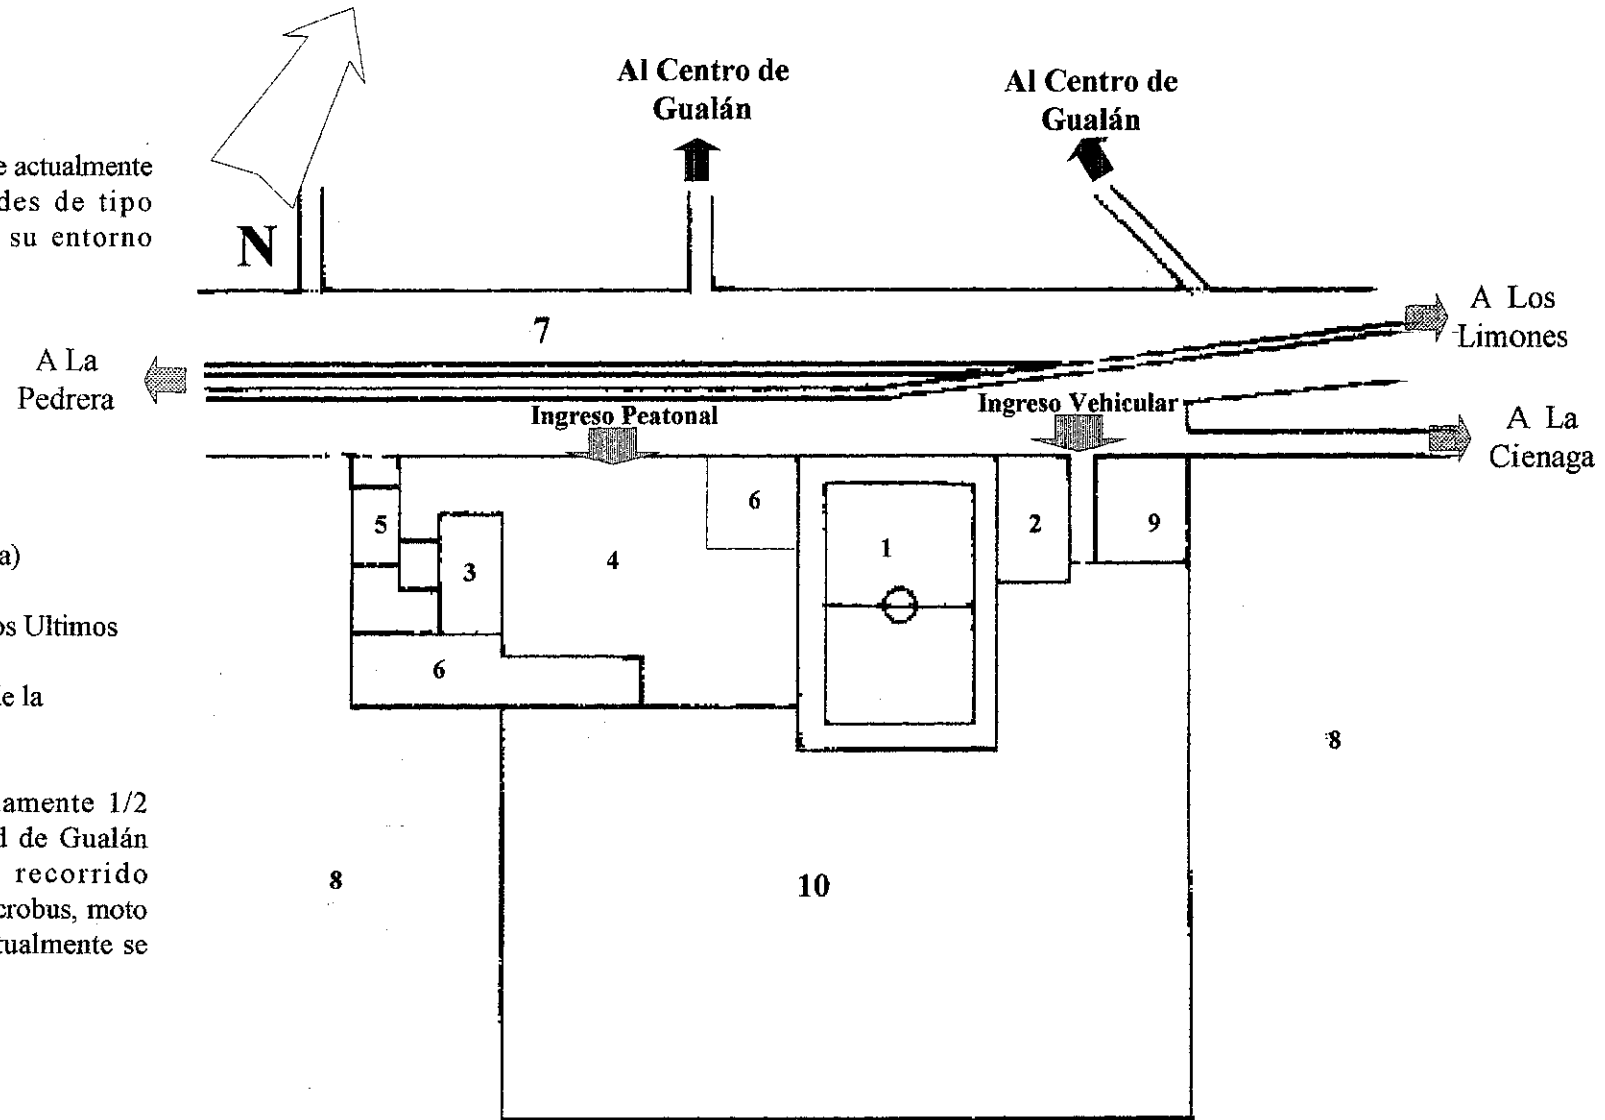 Al Centro de
Gualán
Al Centro de
Gualán
e actualmente
des de tipo
su entorno
N
7
A Los
Limones
A La
Pedrera
Ingreso Peatonal
Ingreso Vehicular
A La
Cienaga
6
5
3
4
1
2
9
a)
os Ultimos
6
e la
8
amente 1/2
d de Gualán
recorrido
crobus, moto
tualmente se
8
10